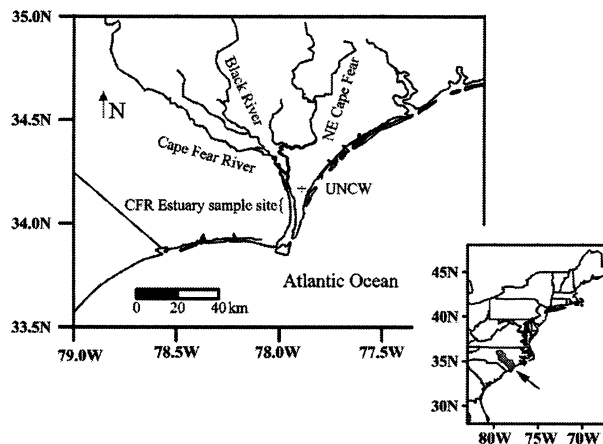 35.0N
34.5N
34.0N
33.5N
79.0W
78.5W
78.0W
77.5W
N
Black River
NE Cape Fear
Cape Fear River
UNCW
CFR Estuary sample site{
Atlantic Ocean
0 20 40 km
45N
40N
35N
30N
80W
75W
70W